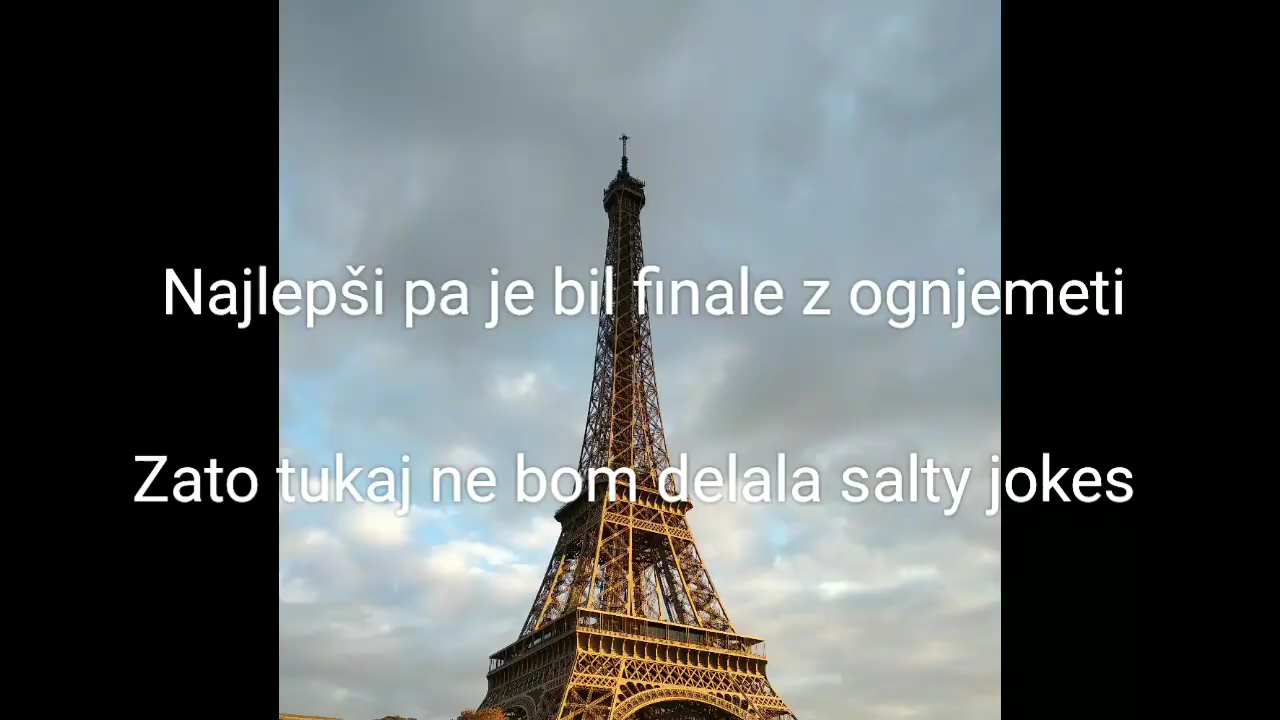 Najlepši pa je bil finale z ognjemeti
Zato tukaj ne bom delala salty jokes